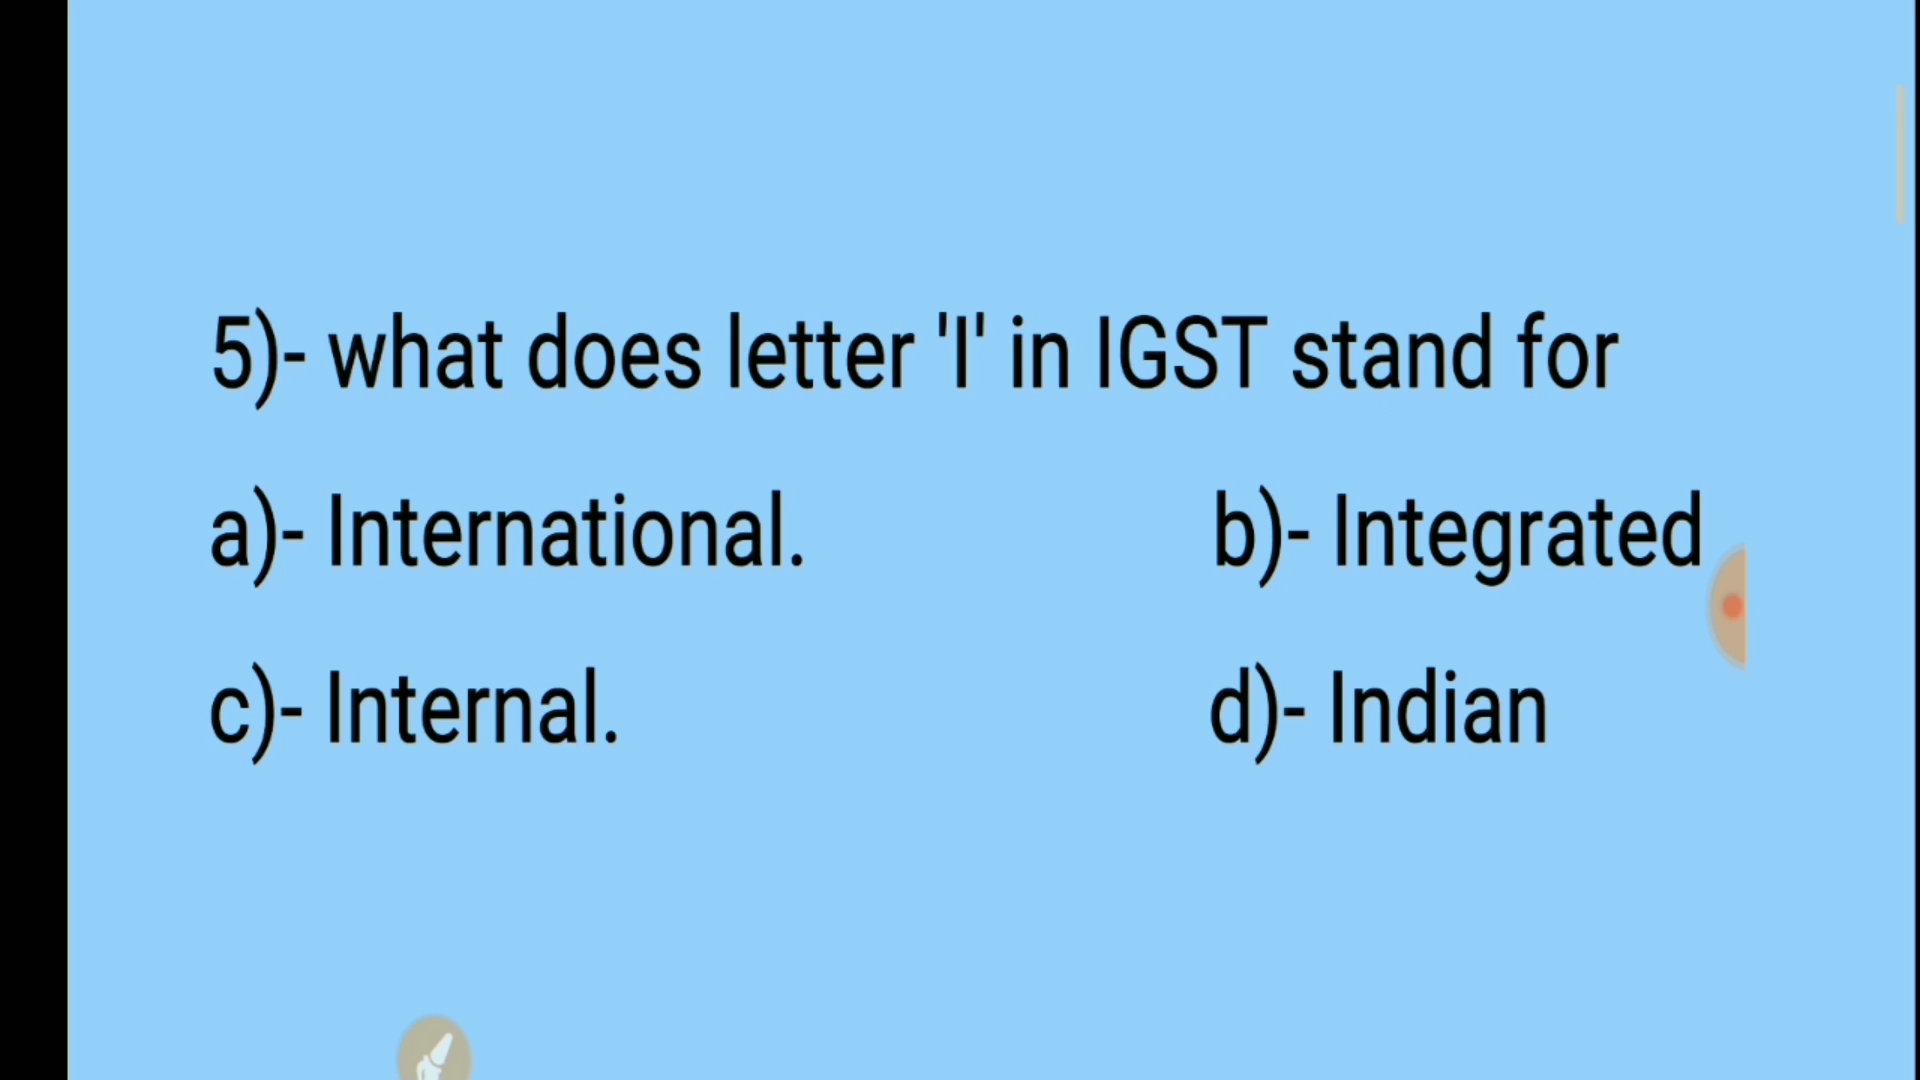 5)- what does letter 'I' in IGST stand for
a)- International. b)- Integrated
c)- Internal. d)- Indian